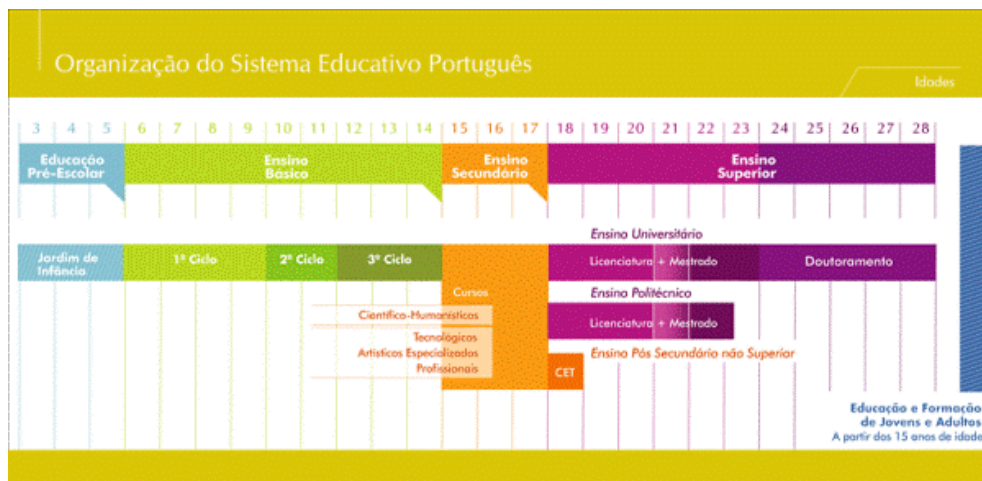 Organização do Sistema Educativo Português
Idades
3 4 5 6 7 8 9 10 11 12 13 14 15 16 17 18 19 20 21 22 23 24 25 26 27 28
Educação
Pré-Escolar
Ensino
Básico
Ensino
Secundário
Ensino
Superior
Ensino Universitário
Jardim de
Infância
1º Ciclo
2º Ciclo
3º Ciclo
Licenciatura + Mestrado
Doutoramento
Cursos
Científico-Humanísticos
Tecnológicos
Artísticos Especializados
Profissionais
Ensino Politécnico
Licenciatura + Mestrado
Ensino Pós Secundário não Superior
CET
Educação e Formação
de Jovens e Adultos
A partir dos 15 anos de idade